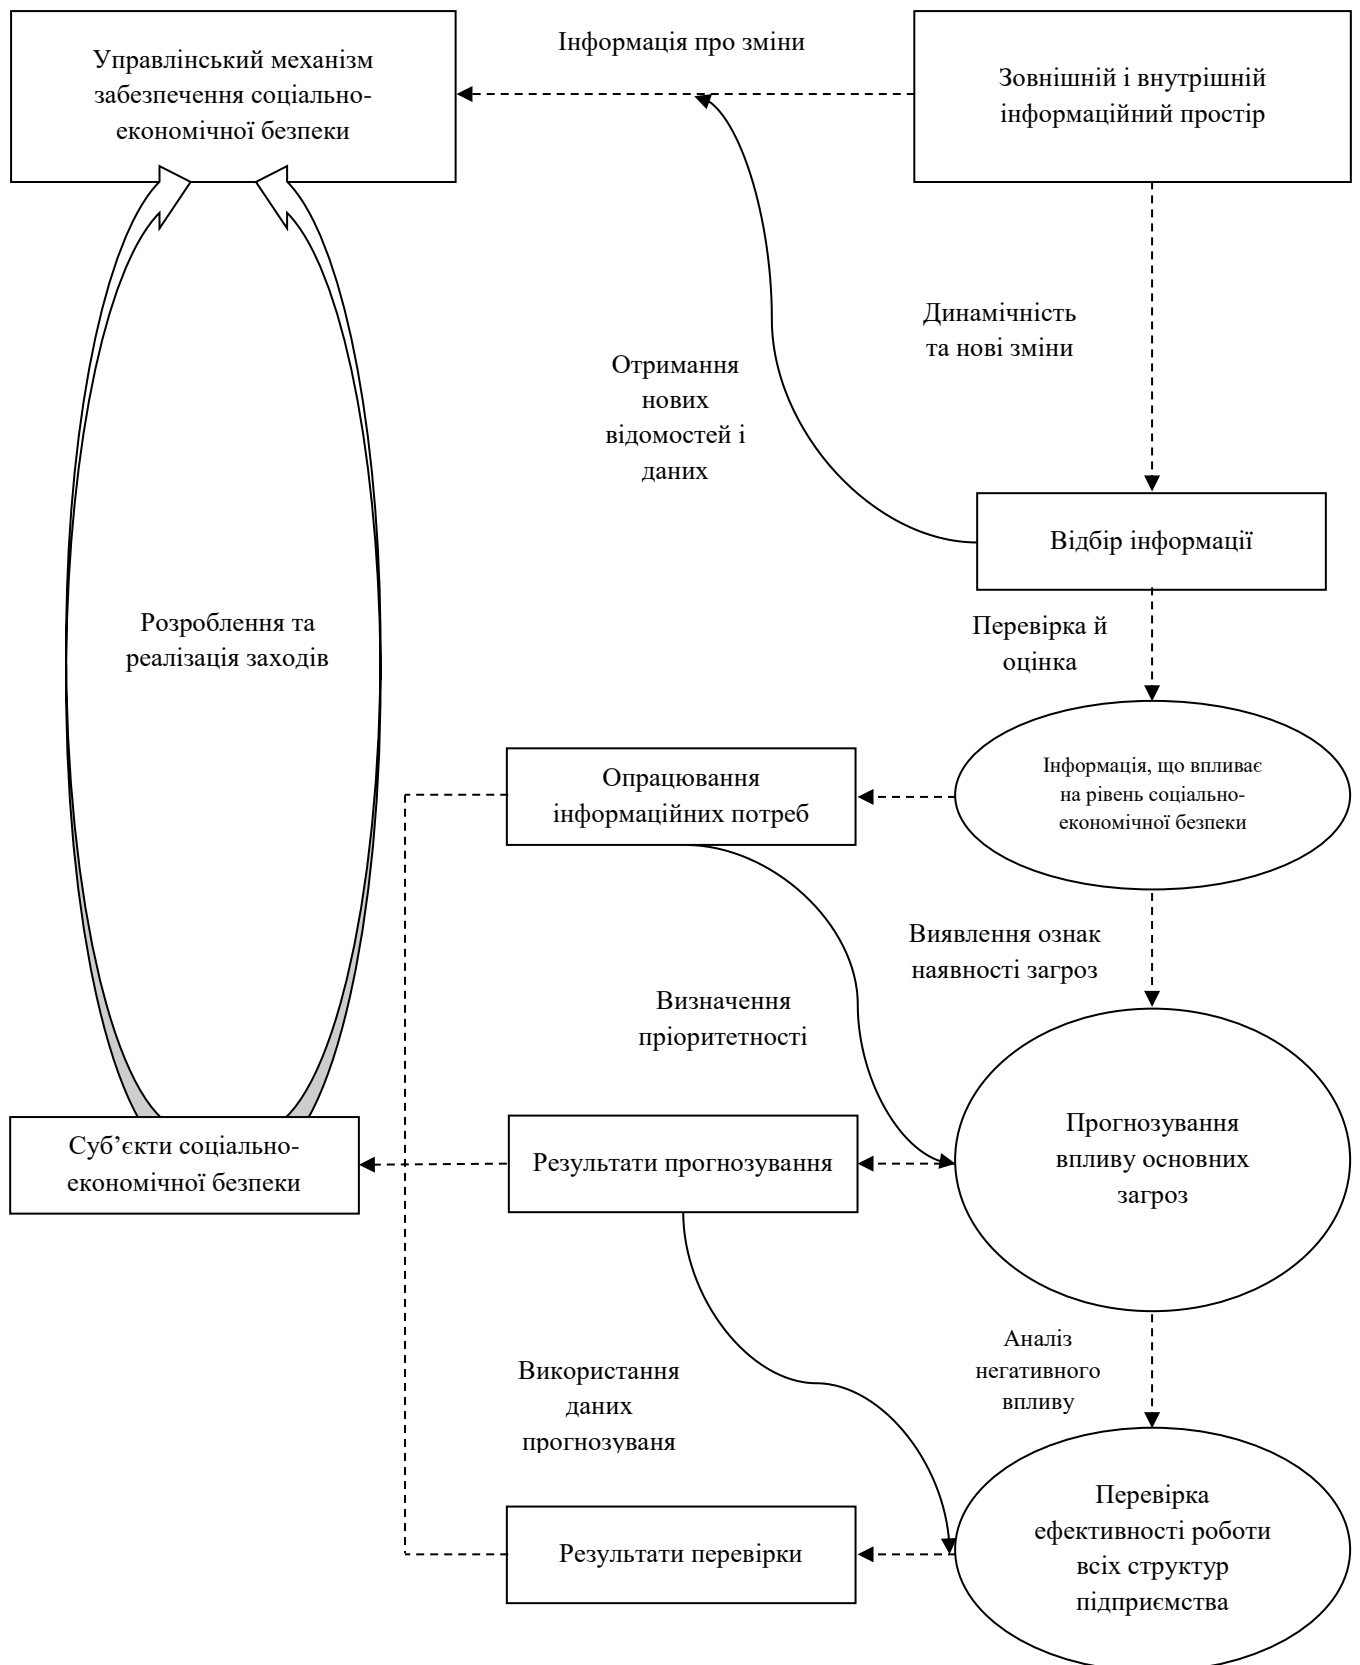 Управлінський механізм
забезпечення соціально-
економічної безпеки
Інформація про зміни
Зовнішній і внутрішній
інформаційний простір
Динамічність
та нові зміни
Отримання
нових
відомостей і
даних
Відбір інформації
Перевірка й
оцінка
Розроблення та
реалізація заходів
Опрацювання
інформаційних потреб
Інформація, що впливає
на рівень соціально-
економічної безпеки
Виявлення ознак
наявності загроз
Визначення
пріоритетності
Суб’єкти соціально-
економічної безпеки
Результати прогнозування
Прогнозування
впливу основних
загроз
Аналіз
негативного
впливу
Використання
даних
прогнозуваня
Результати перевірки
Перевірка
ефективності роботи
всіх структур
підприємства